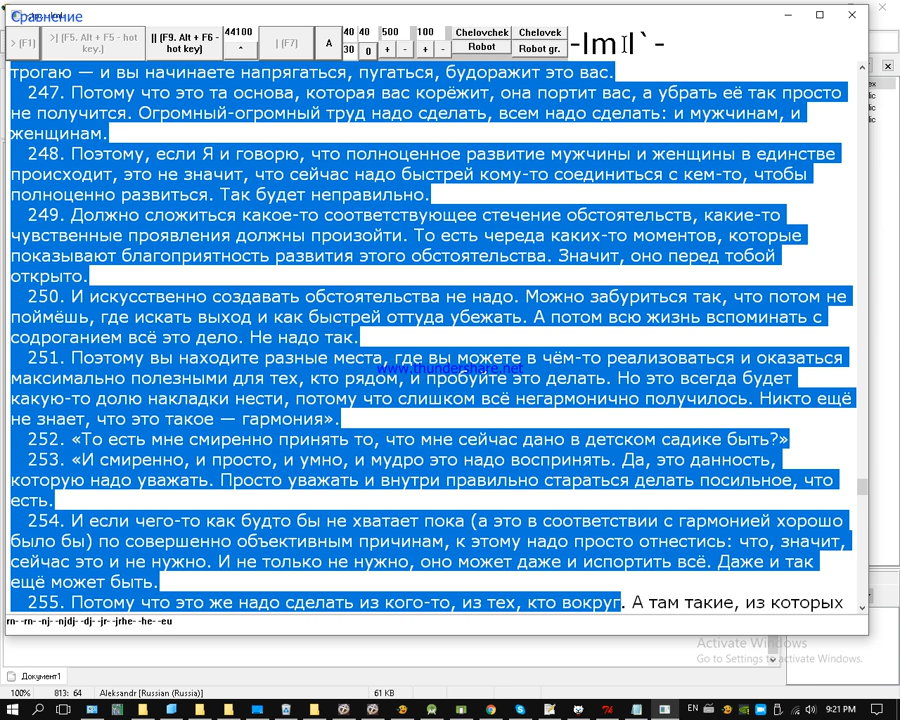 Сравнение
> [F1]
>| [F5. Alt + F5 - hot key.]
|| (F9. Alt + F6 - hot key)
44100
^
| [F7]
A
40 40 500 100
30 0 + - + -
Chelovchek Chelovek
Robot Robot gr.
-lmIl`-
трогаю — и вы начинаете напрягаться, пугаться, будоражит это вас.
247. Потому что это та основа, которая вас корёжит, она портит вас, а убрать её так просто
не получится. Огромный-огромный труд надо сделать, всем надо сделать: и мужчинам, и
женщинам.
248. Поэтому, если Я и говорю, что полноценное развитие мужчины и женщины в единстве
происходит, это не значит, что сейчас надо быстрей кому-то соединиться с кем-то, чтобы
полноценно развиться. Так будет неправильно.
249. Должно сложиться какое-то соответствующее стечение обстоятельств, какие-то
чувственные проявления должны произойти. То есть череда каких-то моментов, которые
показывают благоприятность развития этого обстоятельства. Значит, оно перед тобой
открыто.
250. И искусственно создавать обстоятельства не надо. Можно забуриться так, что потом не
поймёшь, где искать выход и как быстрей оттуда убежать. А потом всю жизнь вспоминать с
содроганием всё это дело. Не надо так.
251. Поэтому вы находите разные места, где вы можете в чём-то реализоваться и оказаться
www.thundershare.net
максимально полезными для тех, кто рядом, и пробуйте это делать. Но это всегда будет
какую-то долю накладки нести, потому что слишком всё негармонично получилось. Никто ещё
не знает, что это такое — гармония».
252. «То есть мне смиренно принять то, что мне сейчас дано в детском садике быть?»
253. «И смиренно, и просто, и умно, и мудро это надо воспринять. Да, это данность,
которую надо уважать. Просто уважать и внутри правильно стараться делать посильное, что
есть.
254. И если чего-то как будто бы не хватает пока (а это в соответствии с гармонией хорошо
было бы) по совершенно объективным причинам, к этому надо просто отнестись: что, значит,
сейчас это и не нужно. И не только не нужно, оно может даже и испортить всё. Даже и так
ещё может быть.
255. Потому что это же надо сделать из кого-то, из тех, кто вокруг. А там такие, из которых
rn- -rn- -nj- -njdj- -dj- -jr- -jrhe- -he- -eu
Activate Windows
Go to Settings to activate Windows.
Документ1
100% 813: 64 Aleksandr [Russian (Russia)] 61 KB
EN 9:21 PM